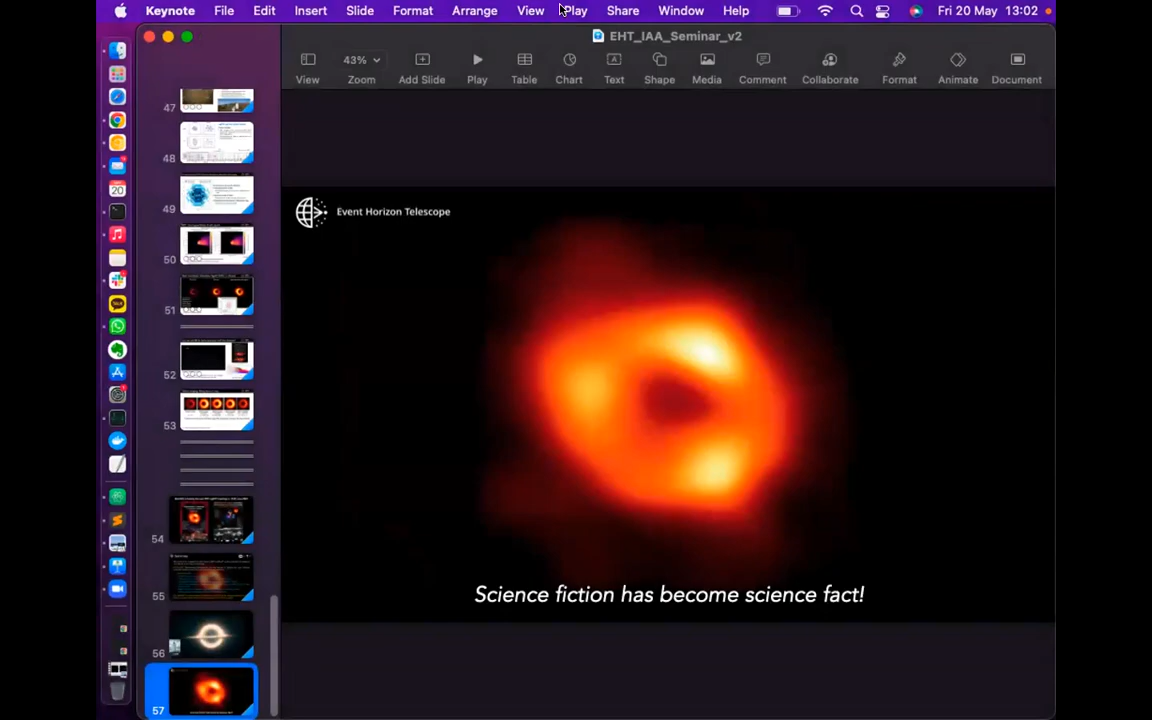 Keynote File Edit Insert Slide Format Arrange View Play Share Window Help Fri 20 May 13:02
EHT_IAA_Seminar_v2
43%
View Zoom Add Slide Play Table Chart Text Shape Media Comment Collaborate Format Animate Document
47
48
49
50
51
52
53
54
55
56
57
20
Event Horizon Telescope
Science fiction has become science fact!